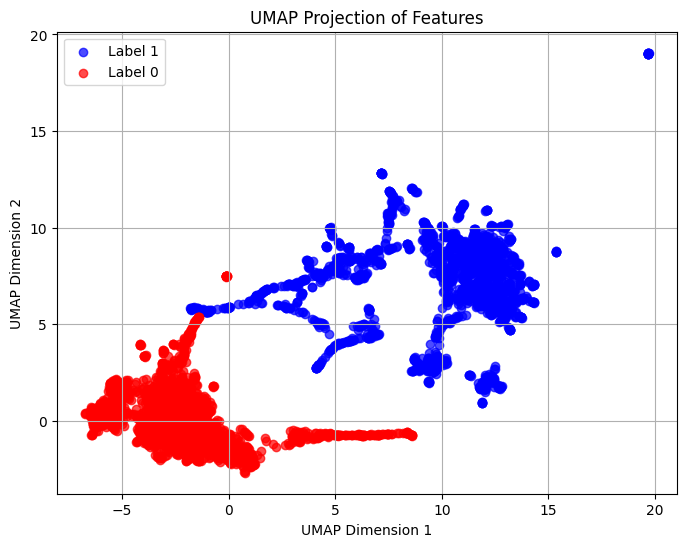 UMAP Projection of Features
Label 1
Label 0
20
15
10
5
0
UMAP Dimension 2
−5
0
5
10
15
20
UMAP Dimension 1